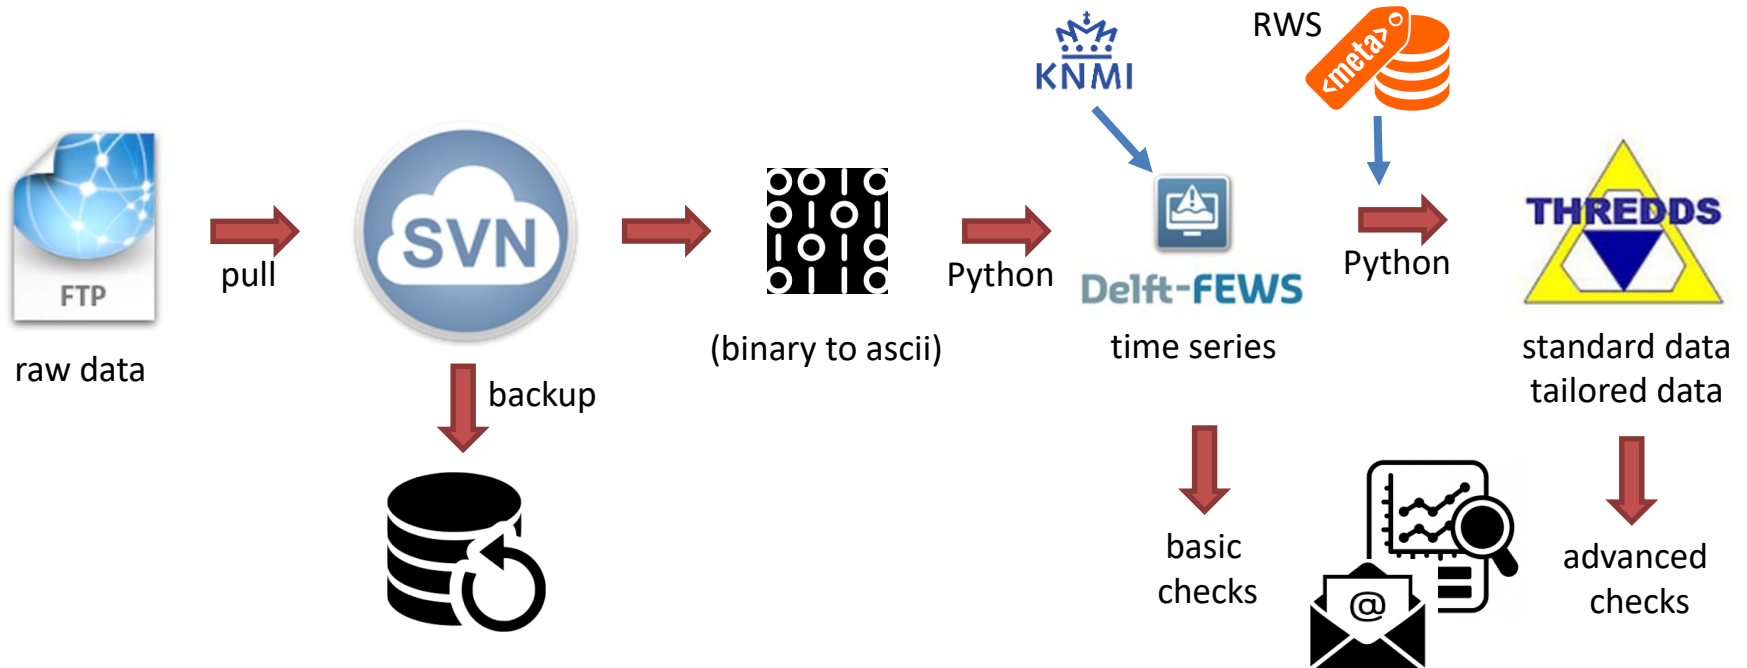 RWS
KNMI
<meta>
FTP
raw data
pull
SVN
backup
(binary to ascii)
Python
Delft-FEWS
time series
Python
THREDDS
standard data
tailored data
basic
checks
@
advanced
checks